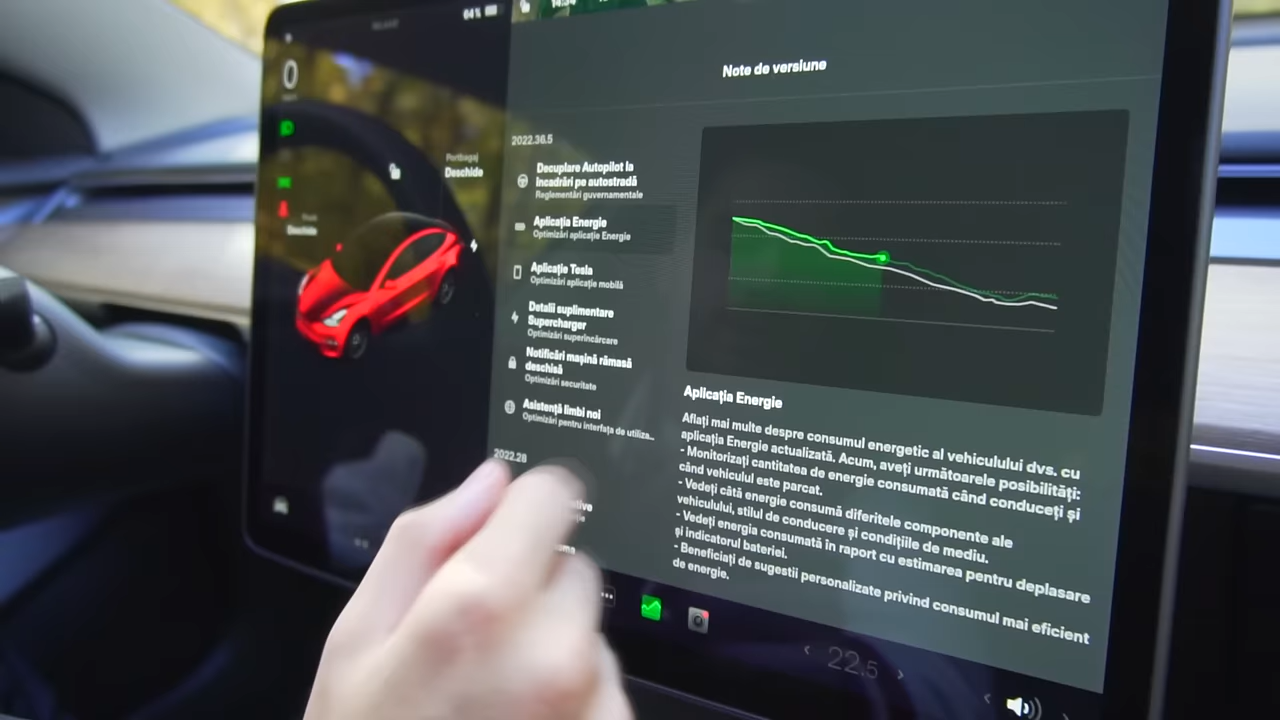 64 %
14:34
0
Portbagaj
Deschide
Deschide
Note de versiune
2022.36.5
Decuplare Autopilot la
încadrări pe autostradă
Reglementări guvernamentale
Aplicația Energie
Optimizări aplicație Energie
Aplicație Tesla
Optimizări aplicație mobilă
Detalii suplimentare
Supercharger
Optimizări superîncărcare
Notificări mașină rămasă
deschisă
Optimizări securitate
Asistență limbi noi
Optimizări pentru interfața de utiliza...
2022.28
Aplicația Energie
Aflați mai multe despre consumul energetic al vehiculului dvs. cu
aplicația Energie actualizată. Acum, aveți următoarele posibilități:
- Monitorizați cantitatea de energie consumată când conduceți și
când vehiculul este parcat.
- Vedeți câtă energie consumă diferitele componente ale
vehiculului, stilul de conducere și condițiile de mediu.
- Vedeți energia consumată în raport cu estimarea pentru deplasare
și indicatorul bateriei.
- Beneficiați de sugestii personalizate privind consumul mai eficient
de energie.
22.5